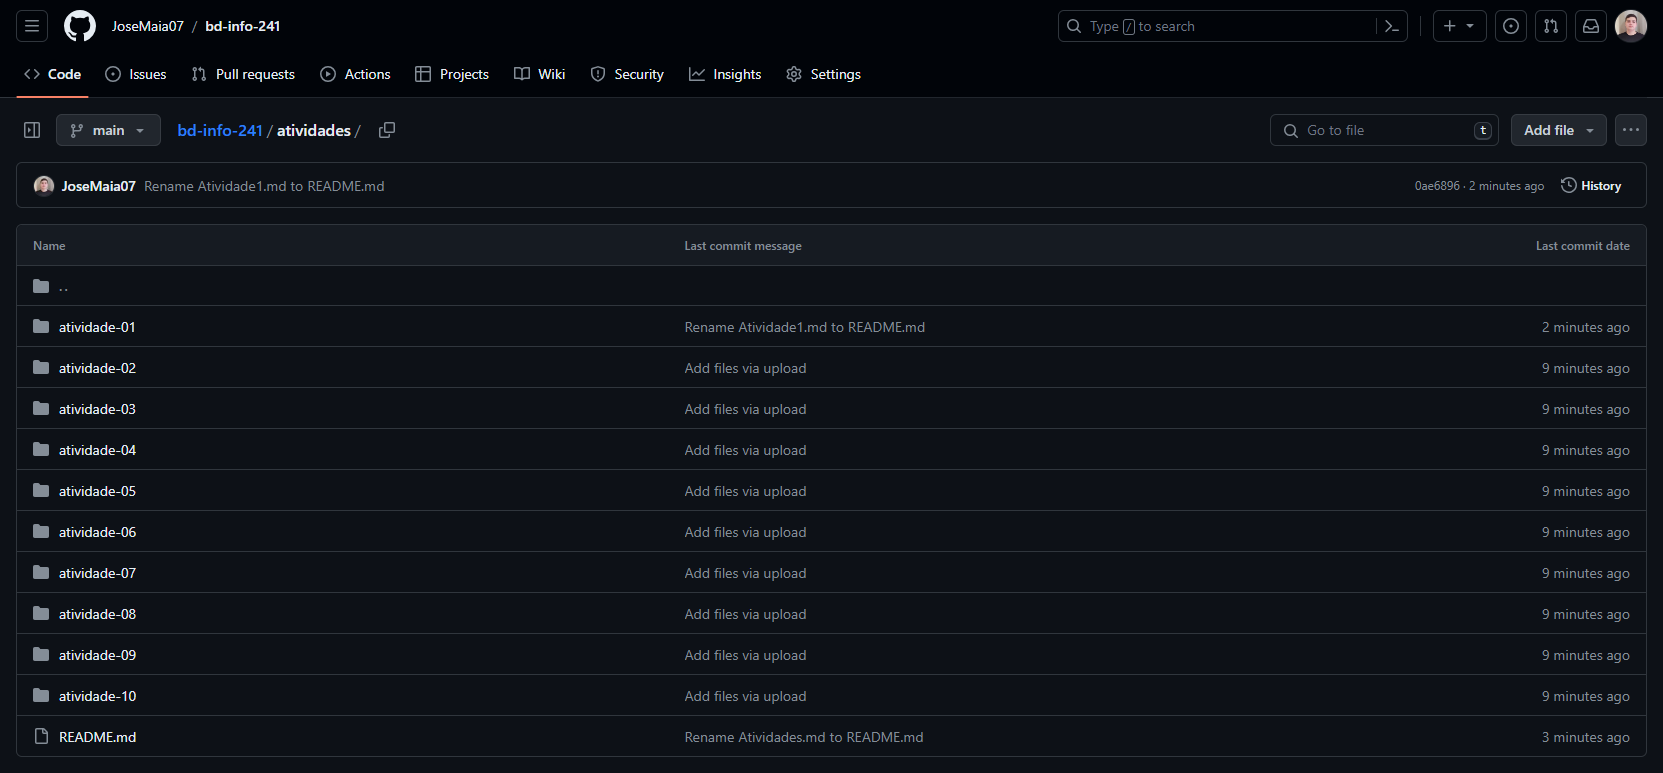 JoseMaia07 / bd-info-241 Type / to search
Code Issues Pull requests Actions Projects Wiki Security Insights Settings
main bd-info-241 / atividades / Go to file t Add file
JoseMaia07 Rename Atividade1.md to README.md 0ae6896 · 2 minutes ago History
Name Last commit message Last commit date
..
atividade-01 Rename Atividade1.md to README.md 2 minutes ago
atividade-02 Add files via upload 9 minutes ago
atividade-03 Add files via upload 9 minutes ago
atividade-04 Add files via upload 9 minutes ago
atividade-05 Add files via upload 9 minutes ago
atividade-06 Add files via upload 9 minutes ago
atividade-07 Add files via upload 9 minutes ago
atividade-08 Add files via upload 9 minutes ago
atividade-09 Add files via upload 9 minutes ago
atividade-10 Add files via upload 9 minutes ago
README.md Rename Atividades.md to README.md 3 minutes ago